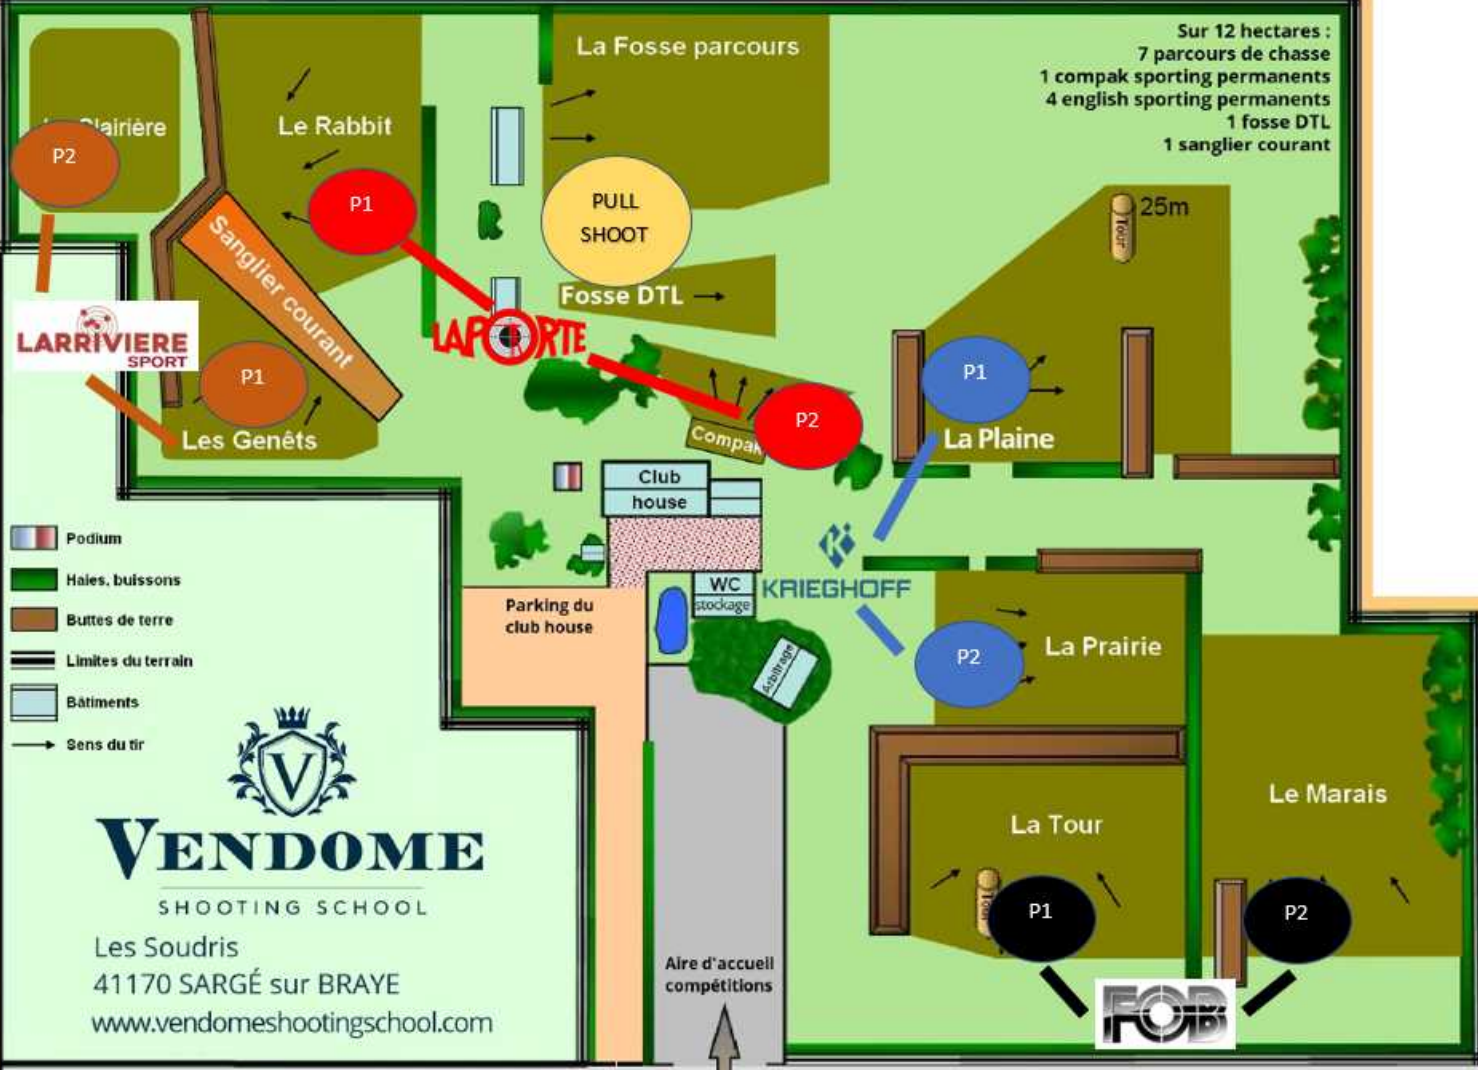 La Fosse parcours
Sur 12 hectares :
7 parcours de chasse
1 compak sporting permanents
4 english sporting permanents
1 fosse DTL
1 sanglier courant
Clairière
P2
Le Rabbit
P1
PULL
SHOOT
Tour
25m
Sanglier courant
Fosse DTL
LARRIVIERE
SPORT
LAPORTE
P1
Les Genêts
P2
Compak
P1
La Plaine
Club
house
KRIEGHOFF
WC
stockage
Parking du
club house
Arbitrage
P2
La Prairie
Podium
Haies, buissons
Buttes de terre
Limites du terrain
Bâtiments
Sens du tir
V
VENDOME
SHOOTING SCHOOL
Les Soudris
41170 SARGÉ sur BRAYE
www.vendomeshootingschool.com
Aire d'accueil
compétitions
La Tour
Tour
P1
Le Marais
P2
FOB